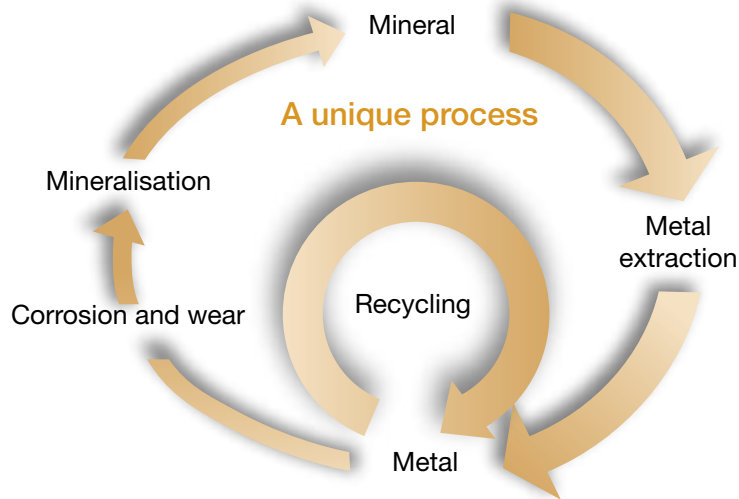 Mineral
A unique process
Mineralisation
Metal
extraction
Recycling
Corrosion and wear
Metal